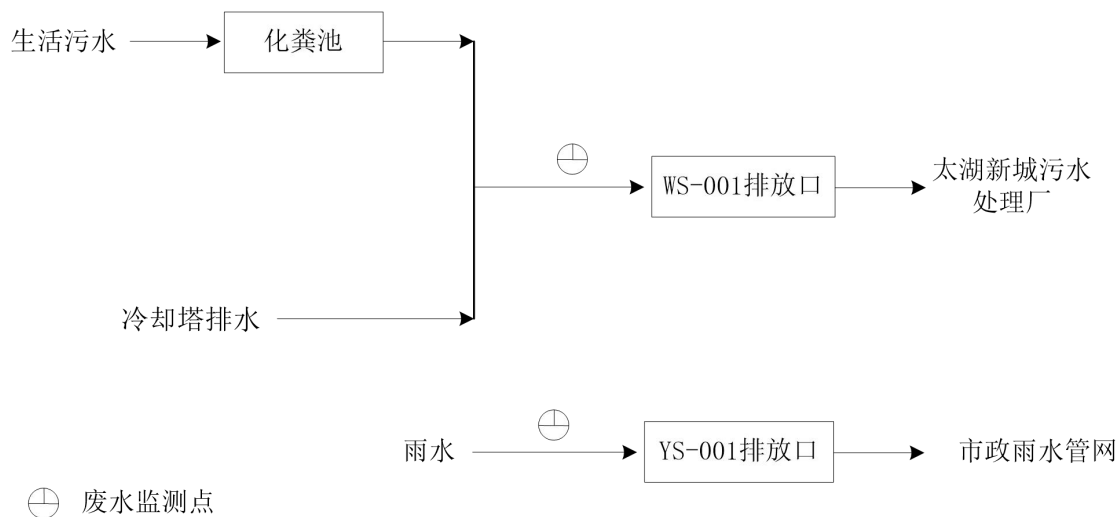 生活污水
化粪池
WS-001排放口
太湖新城污水
处理厂
冷却塔排水
雨水
YS-001排放口
市政雨水管网
废水监测点